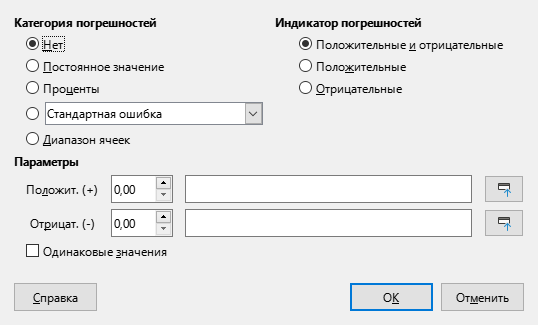 Категория погрешностей
Нет
Постоянное значение
Проценты
Стандартная ошибка
Диапазон ячеек
Индикатор погрешностей
Положительные и отрицательные
Положительные
Отрицательные
Параметры
Положит. (+) 0,00
Отрицат. (-) 0,00
Одинаковые значения
Справка ОК Отменить